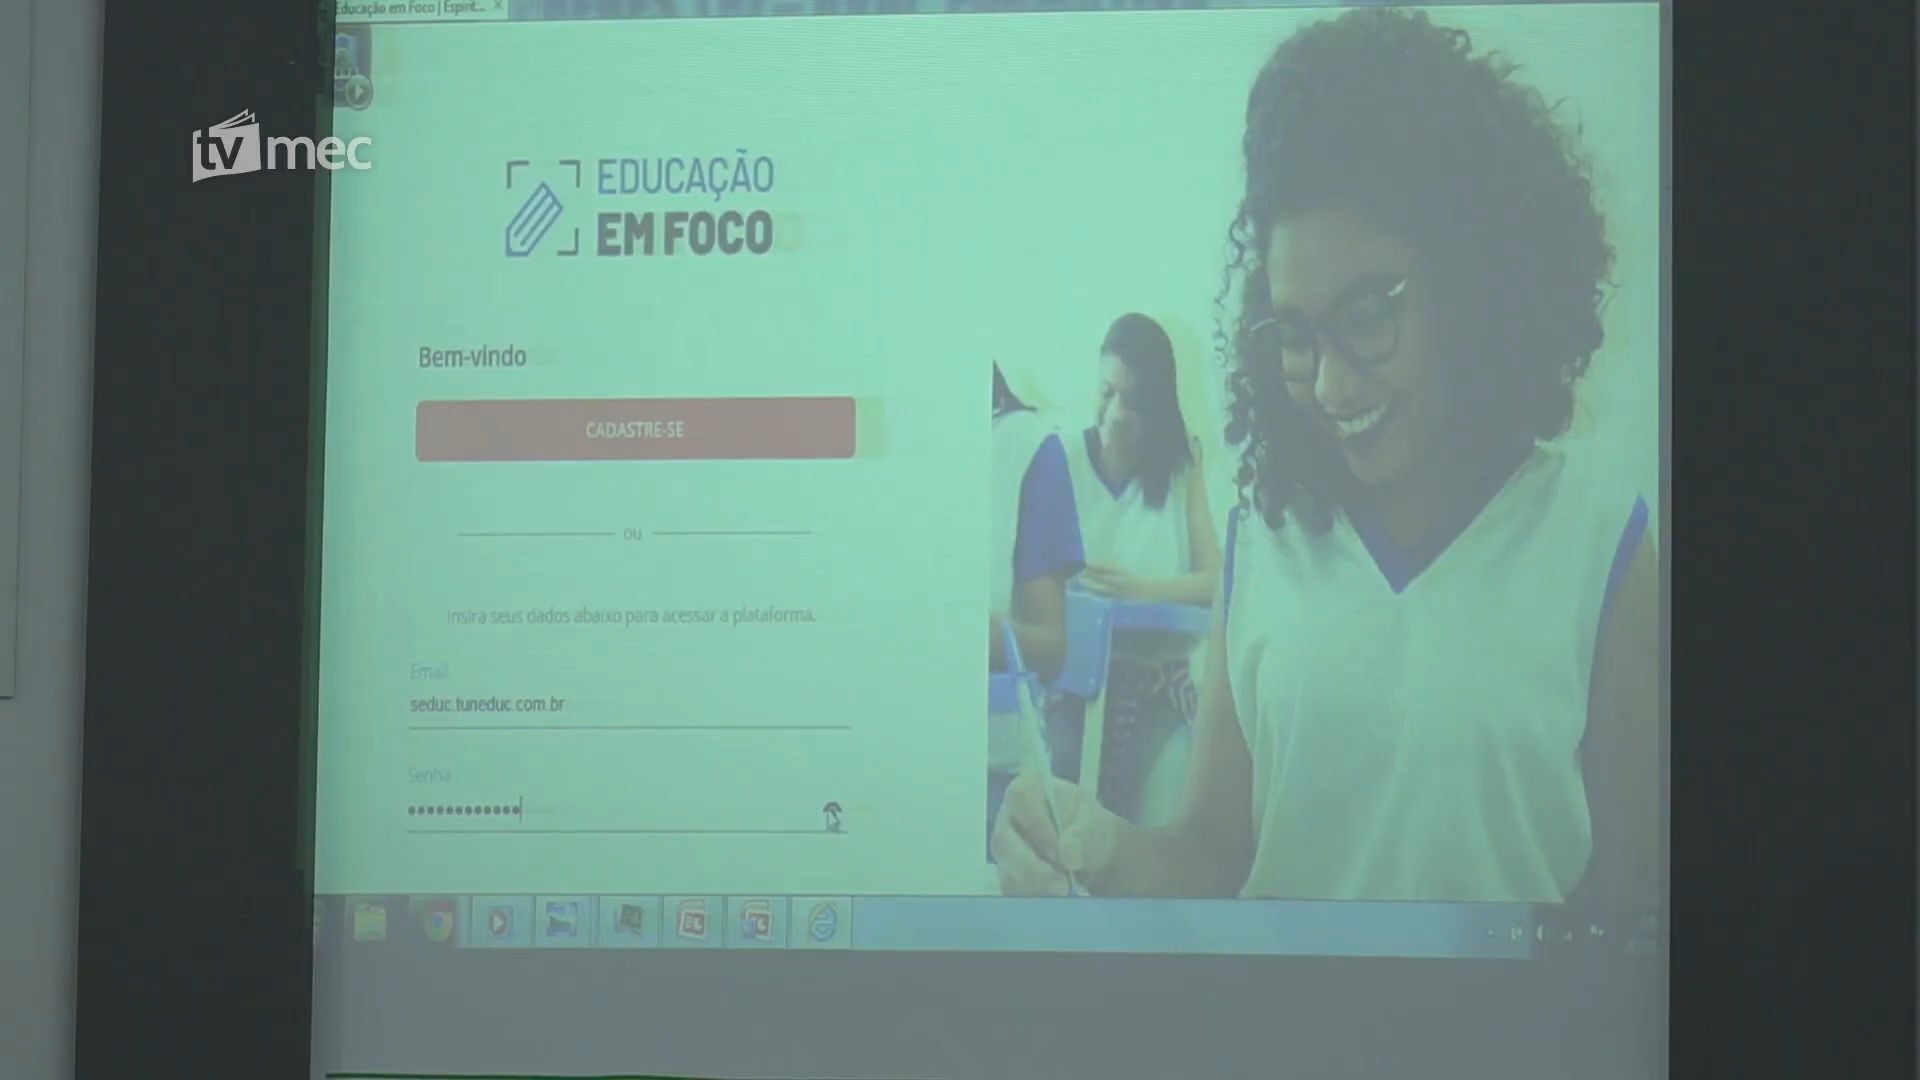 Educação em Foco | Espírit...
tv mec
EDUCAÇÃO
EM FOCO
Bem-vindo
CADASTRE-SE
ou
Insira seus dados abaixo para acessar a plataforma.
Email
seduc.tuneduc.com.br
Senha